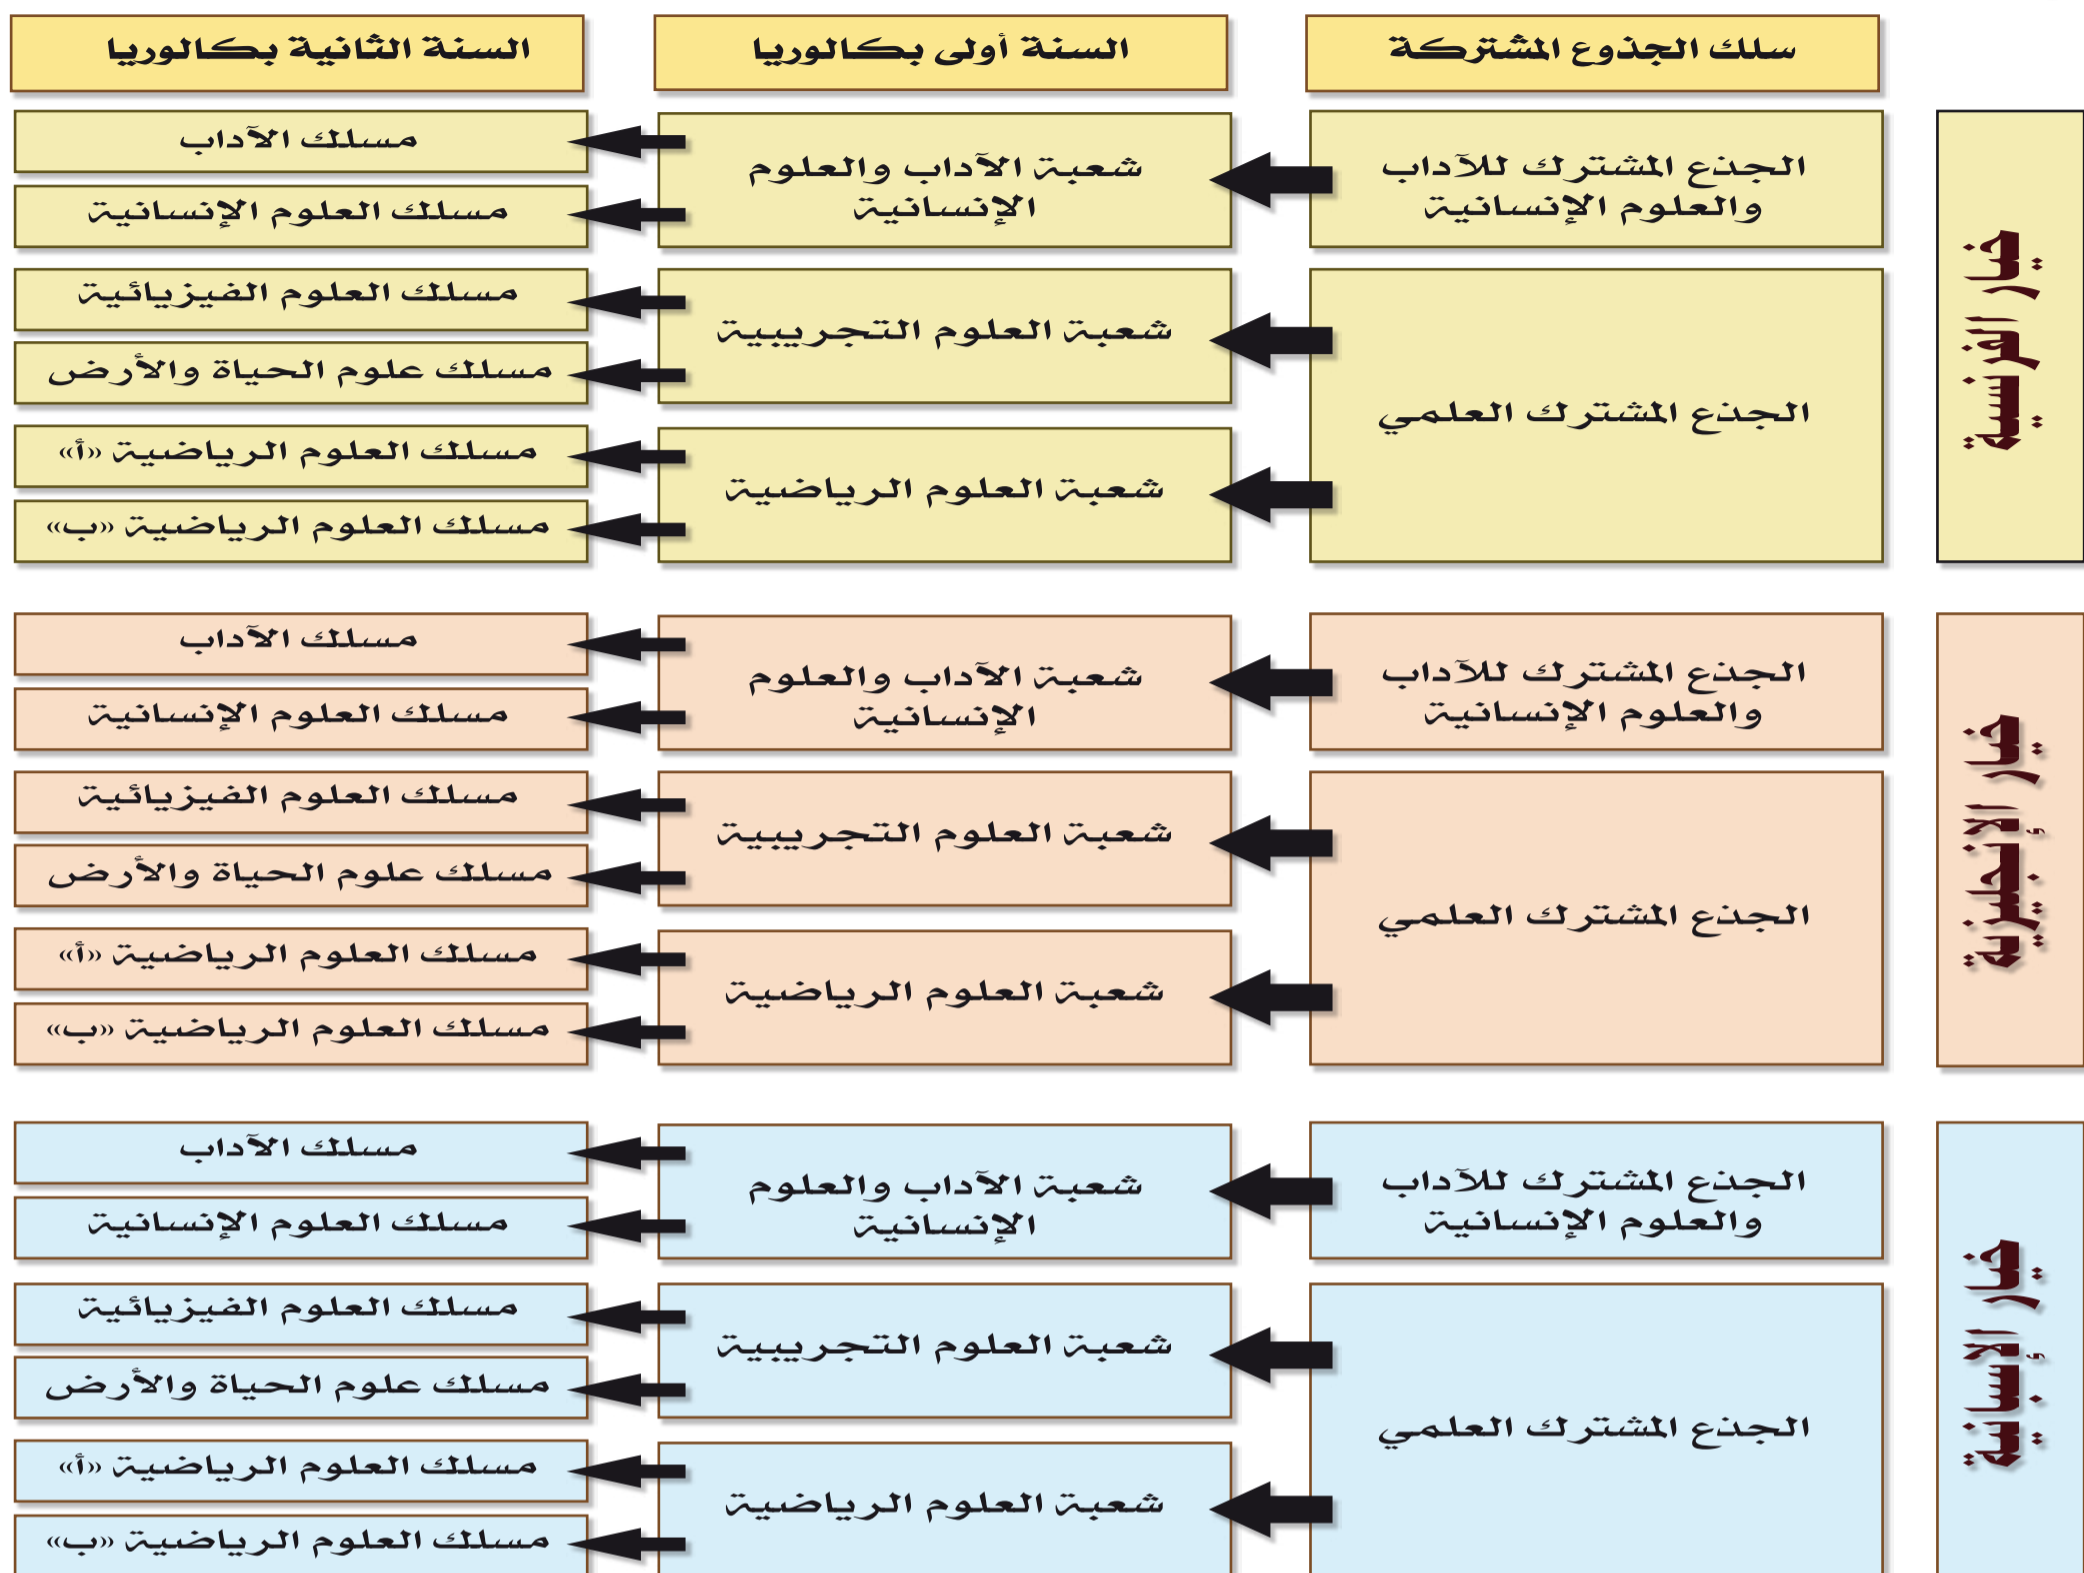 سلك الجذوع المشتركة
السنة أولى بكالوريا
السنة الثانية بكالوريا
خيار الفرنسية
الجذع المشترك للآداب
والعلوم الإنسانية
شعبة الآداب والعلوم
الإنسانية
مسلك الآداب
مسلك العلوم الإنسانية
الجذع المشترك العلمي
شعبة العلوم التجريبية
مسلك العلوم الفيزيائية
مسلك علوم الحياة والأرض
شعبة العلوم الرياضية
مسلك العلوم الرياضية «أ»
مسلك العلوم الرياضية «ب»
خيار الأنجليزية
الجذع المشترك للآداب
والعلوم الإنسانية
شعبة الآداب والعلوم
الإنسانية
مسلك الآداب
مسلك العلوم الإنسانية
الجذع المشترك العلمي
شعبة العلوم التجريبية
مسلك العلوم الفيزيائية
مسلك علوم الحياة والأرض
شعبة العلوم الرياضية
مسلك العلوم الرياضية «أ»
مسلك العلوم الرياضية «ب»
خيار الأسبانية
الجذع المشترك للآداب
والعلوم الإنسانية
شعبة الآداب والعلوم
الإنسانية
مسلك الآداب
مسلك العلوم الإنسانية
الجذع المشترك العلمي
شعبة العلوم التجريبية
مسلك العلوم الفيزيائية
مسلك علوم الحياة والأرض
شعبة العلوم الرياضية
مسلك العلوم الرياضية «أ»
مسلك العلوم الرياضية «ب»